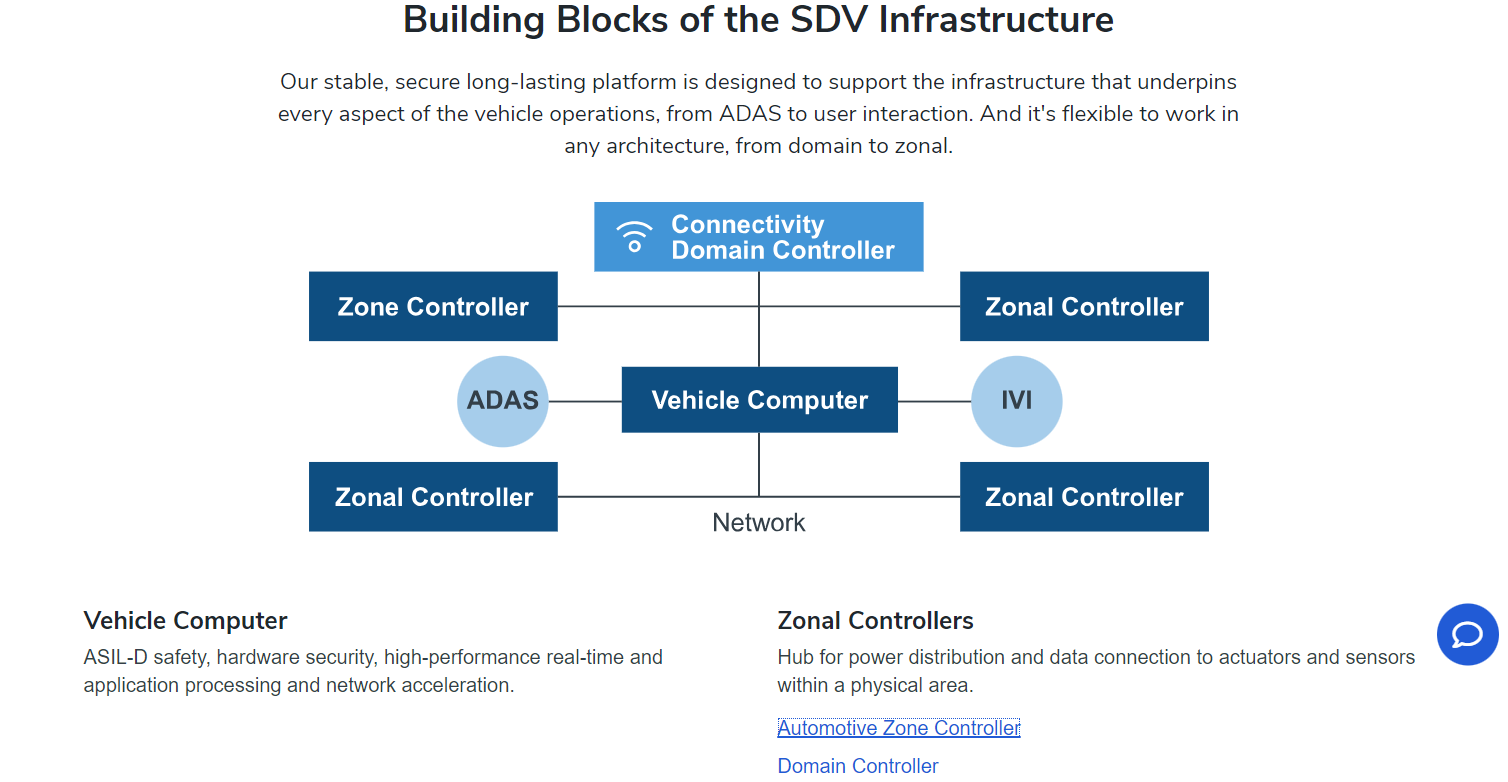 Building Blocks of the SDV Infrastructure
Our stable, secure long-lasting platform is designed to support the infrastructure that underpins
every aspect of the vehicle operations, from ADAS to user interaction. And it's flexible to work in
any architecture, from domain to zonal.
Connectivity
Domain Controller
Zone Controller
Zonal Controller
ADAS
Vehicle Computer
IVI
Zonal Controller
Zonal Controller
Network
Vehicle Computer
ASIL-D safety, hardware security, high-performance real-time and
application processing and network acceleration.
Zonal Controllers
Hub for power distribution and data connection to actuators and sensors
within a physical area.
Automotive Zone Controller
Domain Controller